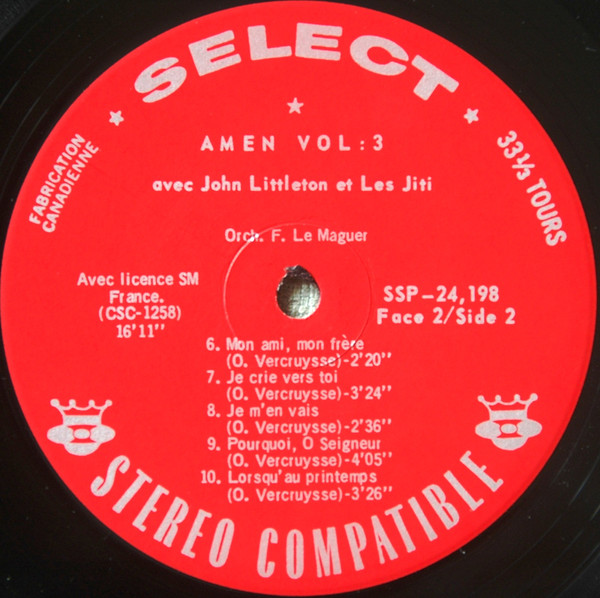 ★ SELECT ★
★
AMEN VOL: 3
avec John Littleton et Les Jiti
Orch. F. Le Maguer
FABRICATION
CANADIENNE
33⅓ TOURS
Avec licence SM
France.
(CSC-1258)
16'11"
SSP-24,198
Face 2/Side 2
6. Mon ami, mon frère
(O. Vercruysse)-2'20"
7. Je crie vers toi
(O. Vercruysse)-3'24"
8. Je m'en vais
(O. Vercruysse)-2'36"
9. Pourquoi, O Seigneur
(O. Vercruysse)-4'05"
10. Lorsqu'au printemps
(O. Vercruysse)-3'26"
STEREO COMPATIBLE